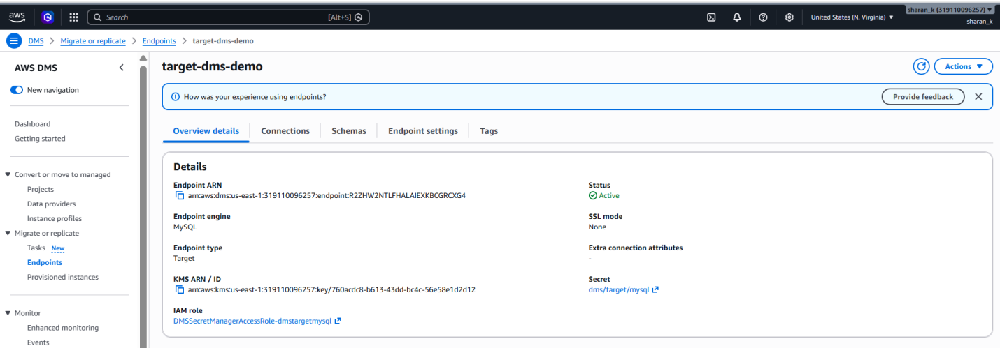 aws
Search [Alt+S]
United States (N. Virginia) ▼
sharan_k (319110096257) ▼
sharan_k
DMS > Migrate or replicate > Endpoints > target-dms-demo
AWS DMS
New navigation
Dashboard
Getting started
Convert or move to managed
Projects
Data providers
Instance profiles
Migrate or replicate
Tasks New
Endpoints
Provisioned instances
Monitor
Enhanced monitoring
Events
target-dms-demo
Actions ▼
How was your experience using endpoints?
Provide feedback
Overview details
Connections
Schemas
Endpoint settings
Tags
Details
Endpoint ARN
arn:aws:dms:us-east-1:319110096257:endpoint:R2ZHW2NTLFHALAIEXKBCGRCXG4
Endpoint engine
MySQL
Endpoint type
Target
KMS ARN / ID
arn:aws:kms:us-east-1:319110096257:key/760acdc8-b613-43dd-bc4c-56e58e1d2d12
IAM role
DMSSecretManagerAccessRole-dmstargetmysql
Status
Active
SSL mode
None
Extra connection attributes
-
Secret
dms/target/mysql